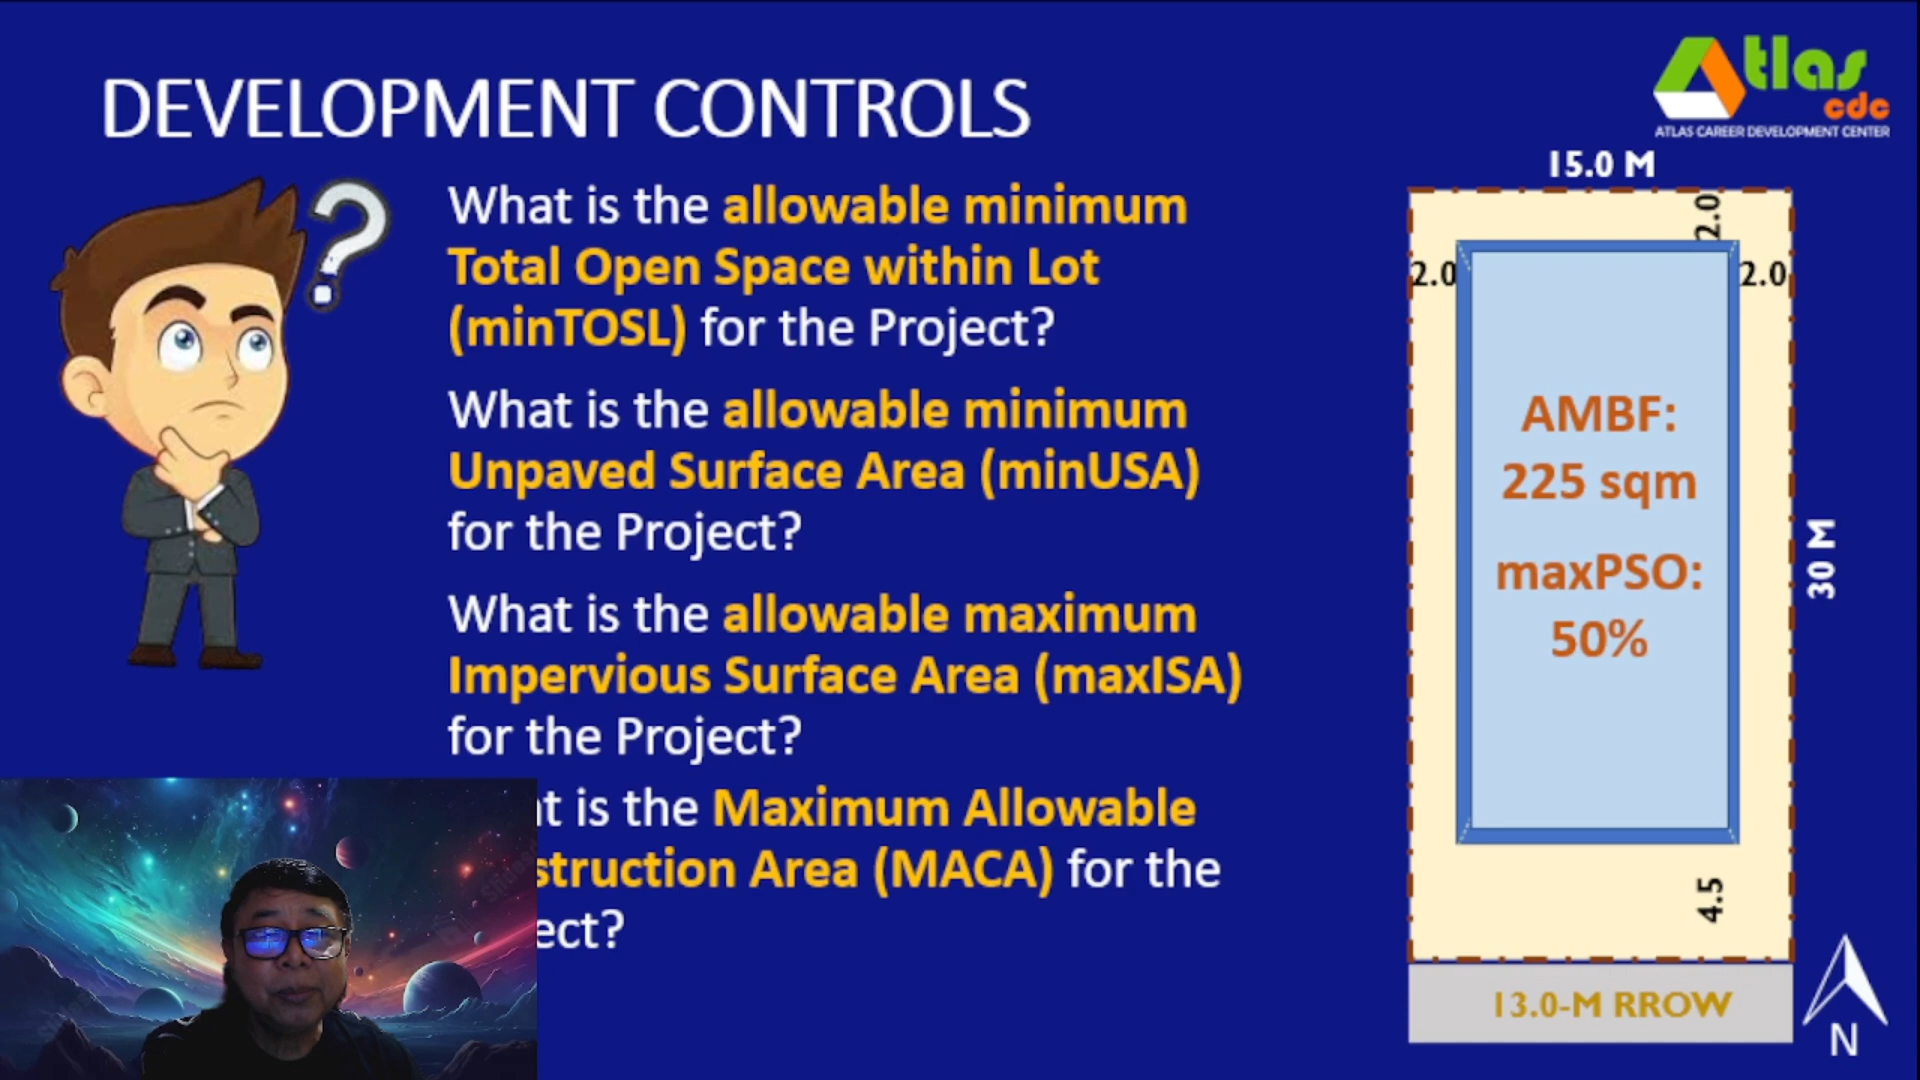 DEVELOPMENT CONTROLS
Atlas
cdc
ATLAS CAREER DEVELOPMENT CENTER
What is the allowable minimum
Total Open Space within Lot
(minTOSL) for the Project?
What is the allowable minimum
Unpaved Surface Area (minUSA)
for the Project?
What is the allowable maximum
Impervious Surface Area (maxISA)
for the Project?
t is the Maximum Allowable
struction Area (MACA) for the
ect?
?
15.0 M
2.0
2.0
2.0
AMBF:
225 sqm
maxPSO:
50%
30 M
4.5
13.0-M RROW
N